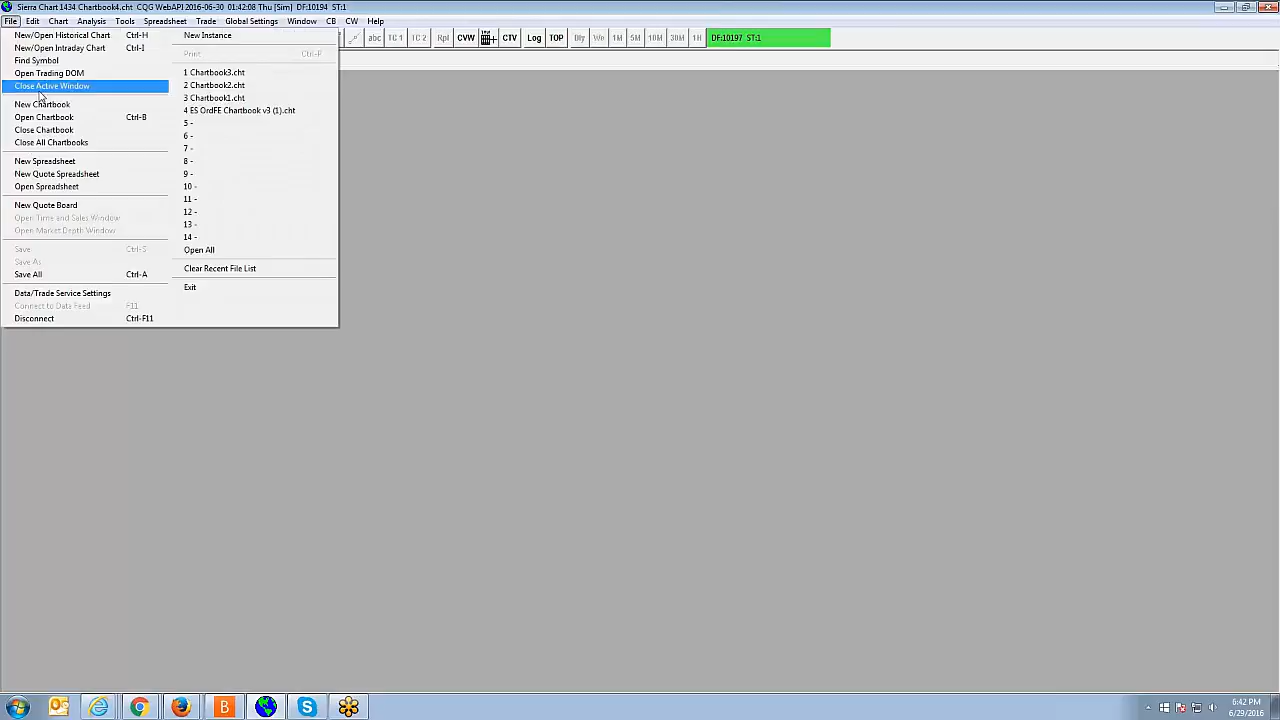 Sierra Chart 1434 Chartbook4.cht CQG WebAPI 2016-06-30 01:42:08 Thu [Sim] DF:10194 ST:1
File Edit Chart Analysis Tools Spreadsheet Trade Global Settings Window CB CW Help
abc TC 1 TC 2 Rpl CVW CTV Log TOP Dly We 1M 5M 10M 30M 1H DF:10197 ST:1
New/Open Historical Chart Ctrl-H
New/Open Intraday Chart Ctrl-I
Find Symbol
Open Trading DOM
Close Active Window
New Chartbook
Open Chartbook Ctrl-B
Close Chartbook
Close All Chartbooks
New Spreadsheet
New Quote Spreadsheet
Open Spreadsheet
New Quote Board
Open Time and Sales Window
Open Market Depth Window
Save Ctrl-S
Save As
Save All Ctrl-A
Data/Trade Service Settings
Connect to Data Feed F11
Disconnect Ctrl-F11
New Instance
Print Ctrl-P
1 Chartbook3.cht
2 Chartbook2.cht
3 Chartbook1.cht
4 ES OrdFE Chartbook v3 (1).cht
5 -
6 -
7 -
8 -
9 -
10 -
11 -
12 -
13 -
14 -
Open All
Clear Recent File List
Exit
6:42 PM
6/29/2016